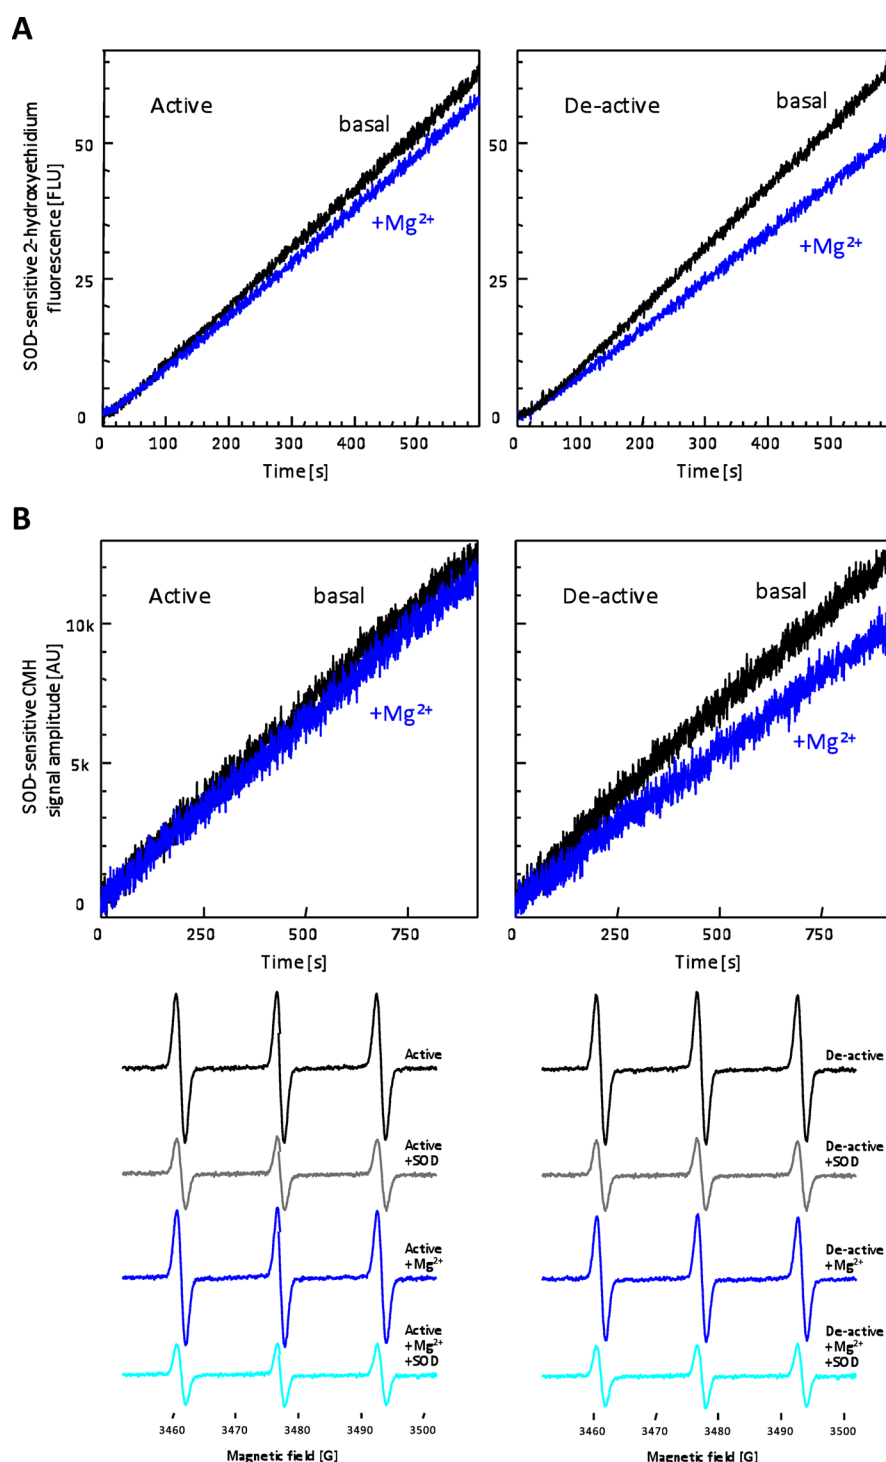 A
SOD-sensitive 2-hydroxyethidium
fluorescence [FLU]
Active
basal
+Mg²⁺
50
25
0
0 100 200 300 400 500
Time [s]
De-active
basal
+Mg²⁺
50
25
0
0 100 200 300 400 500
Time [s]
B
SOD-sensitive CMH
signal amplitude [AU]
Active
basal
+Mg²⁺
10k
5k
0
0 250 500 750
Time [s]
De-active
basal
+Mg²⁺
0 250 500 750
Time [s]
Active
Active
+SOD
Active
+Mg²⁺
Active
+Mg²⁺
+SOD
3460 3470 3480 3490 3500
Magnetic field [G]
De-active
De-active
+SOD
De-active
+Mg²⁺
De-active
+Mg²⁺
+SOD
3460 3470 3480 3490 3500
Magnetic field [G]